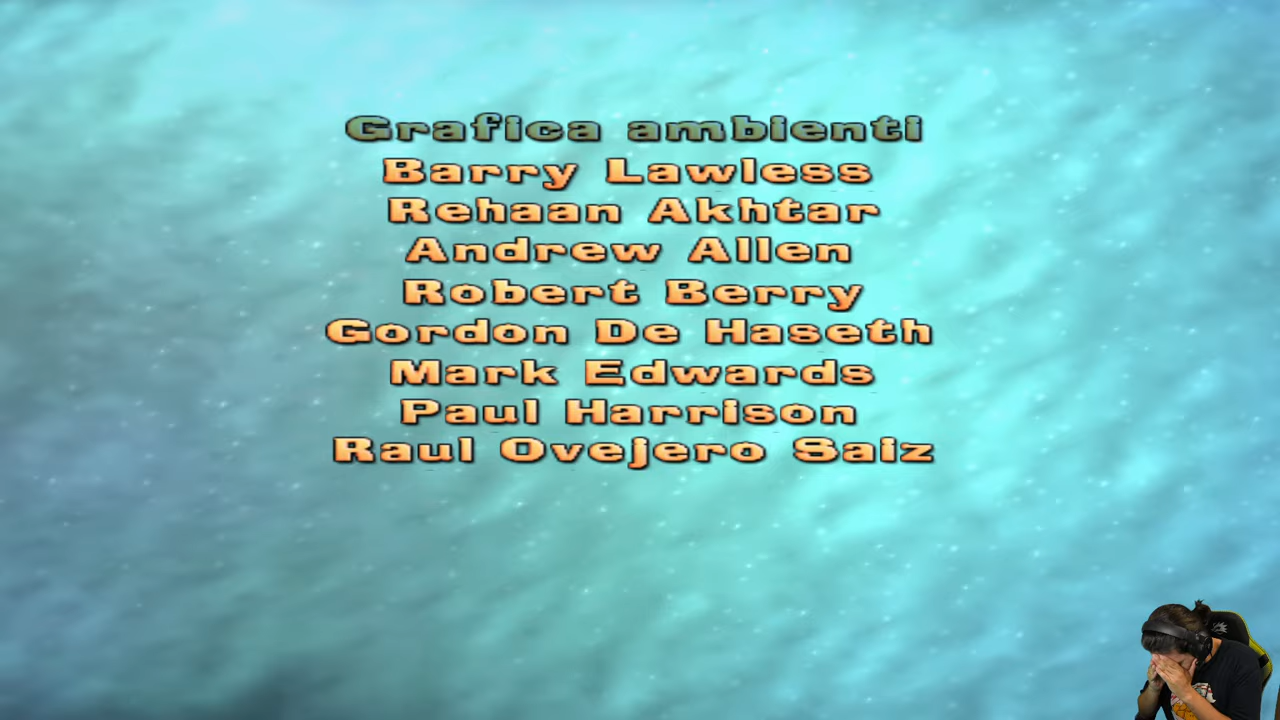 Grafica ambienti
Barry Lawless
Rehaan Akhtar
Andrew Allen
Robert Berry
Gordon De Haseth
Mark Edwards
Paul Harrison
Raul Ovejero Saiz